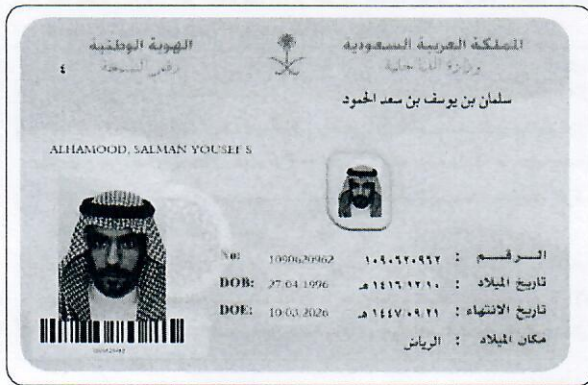 المملكة العربية السعودية
وزارة الداخلية
الهوية الوطنية
رقم النسخة
٤
سلمان بن يوسف بن سعد الحمود
ALHAMOOD, SALMAN YOUSEF S
الرقم : ١٠٩٠٦٢٠٩٦٢ No: 1090620962
تاريخ الميلاد : ١٤١٦/١٢/١٠ هـ DOB: 27.04.1996
تاريخ الانتهاء : ١٤٤٧/٠٩/٢١ هـ DOE: 10.03.2026
مكان الميلاد : الرياض